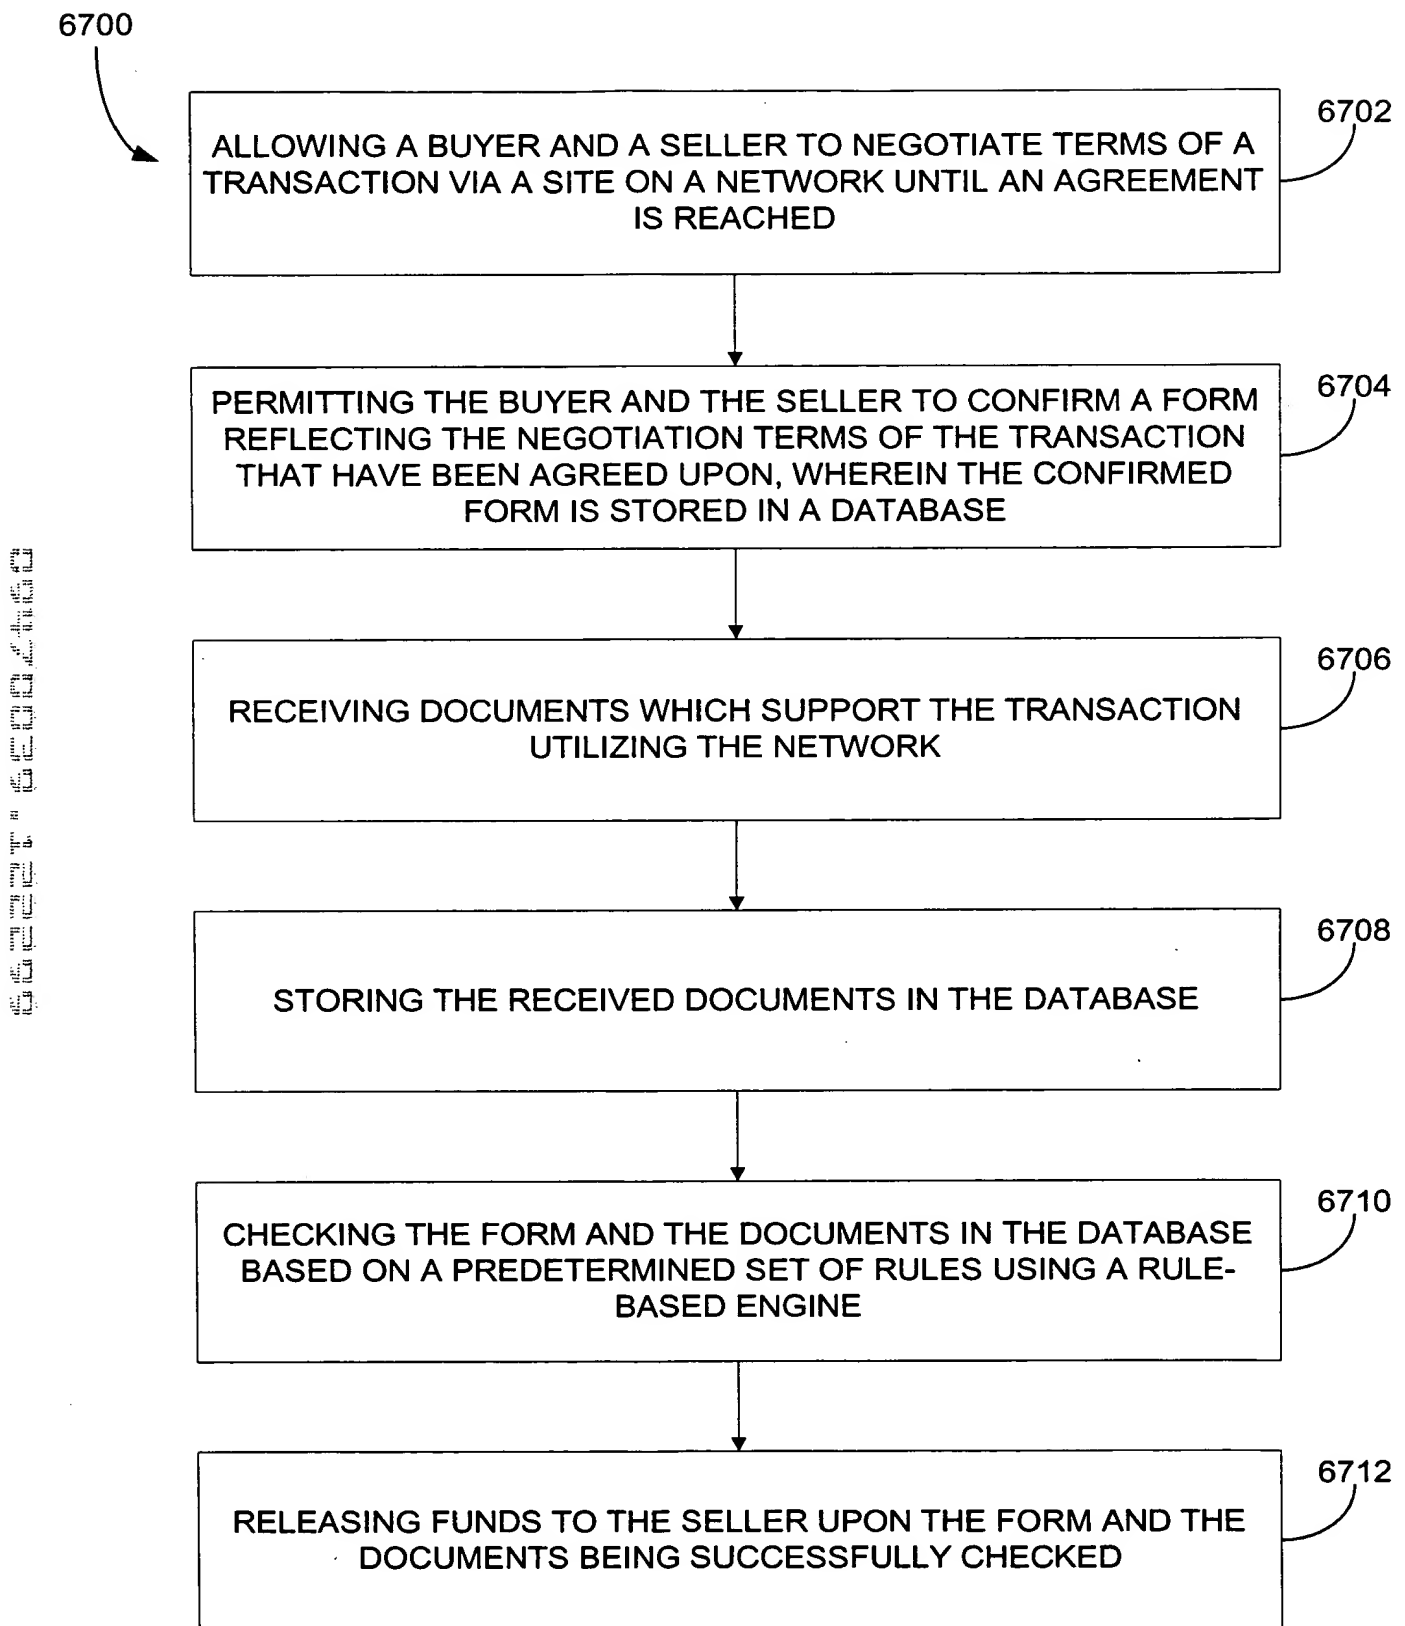 6700
6702
ALLOWING A BUYER AND A SELLER TO NEGOTIATE TERMS OF A
TRANSACTION VIA A SITE ON A NETWORK UNTIL AN AGREEMENT
IS REACHED
6704
PERMITTING THE BUYER AND THE SELLER TO CONFIRM A FORM
REFLECTING THE NEGOTIATION TERMS OF THE TRANSACTION
THAT HAVE BEEN AGREED UPON, WHEREIN THE CONFIRMED
FORM IS STORED IN A DATABASE
6706
RECEIVING DOCUMENTS WHICH SUPPORT THE TRANSACTION
UTILIZING THE NETWORK
6708
STORING THE RECEIVED DOCUMENTS IN THE DATABASE
6710
CHECKING THE FORM AND THE DOCUMENTS IN THE DATABASE
BASED ON A PREDETERMINED SET OF RULES USING A RULE-
BASED ENGINE
6712
RELEASING FUNDS TO THE SELLER UPON THE FORM AND THE
DOCUMENTS BEING SUCCESSFULLY CHECKED